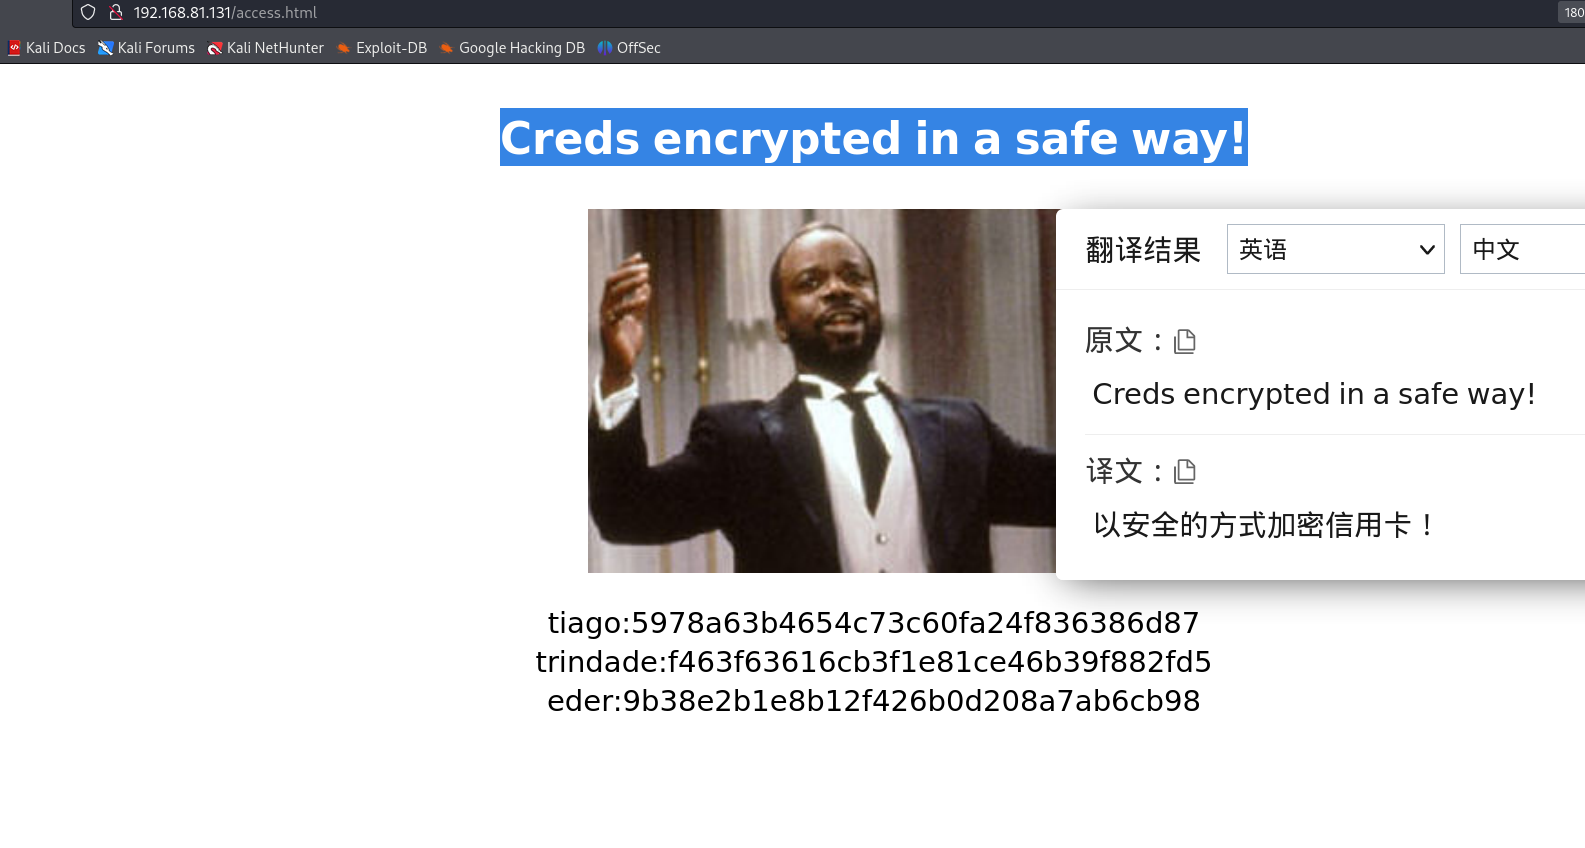 192.168.81.131/access.html
180
Kali Docs Kali Forums Kali NetHunter Exploit-DB Google Hacking DB OffSec
Creds encrypted in a safe way!
翻译结果 英语 中文
原文：
Creds encrypted in a safe way!
译文：
以安全的方式加密信用卡！
tiago:5978a63b4654c73c60fa24f836386d87
trindade:f463f63616cb3f1e81ce46b39f882fd5
eder:9b38e2b1e8b12f426b0d208a7ab6cb98